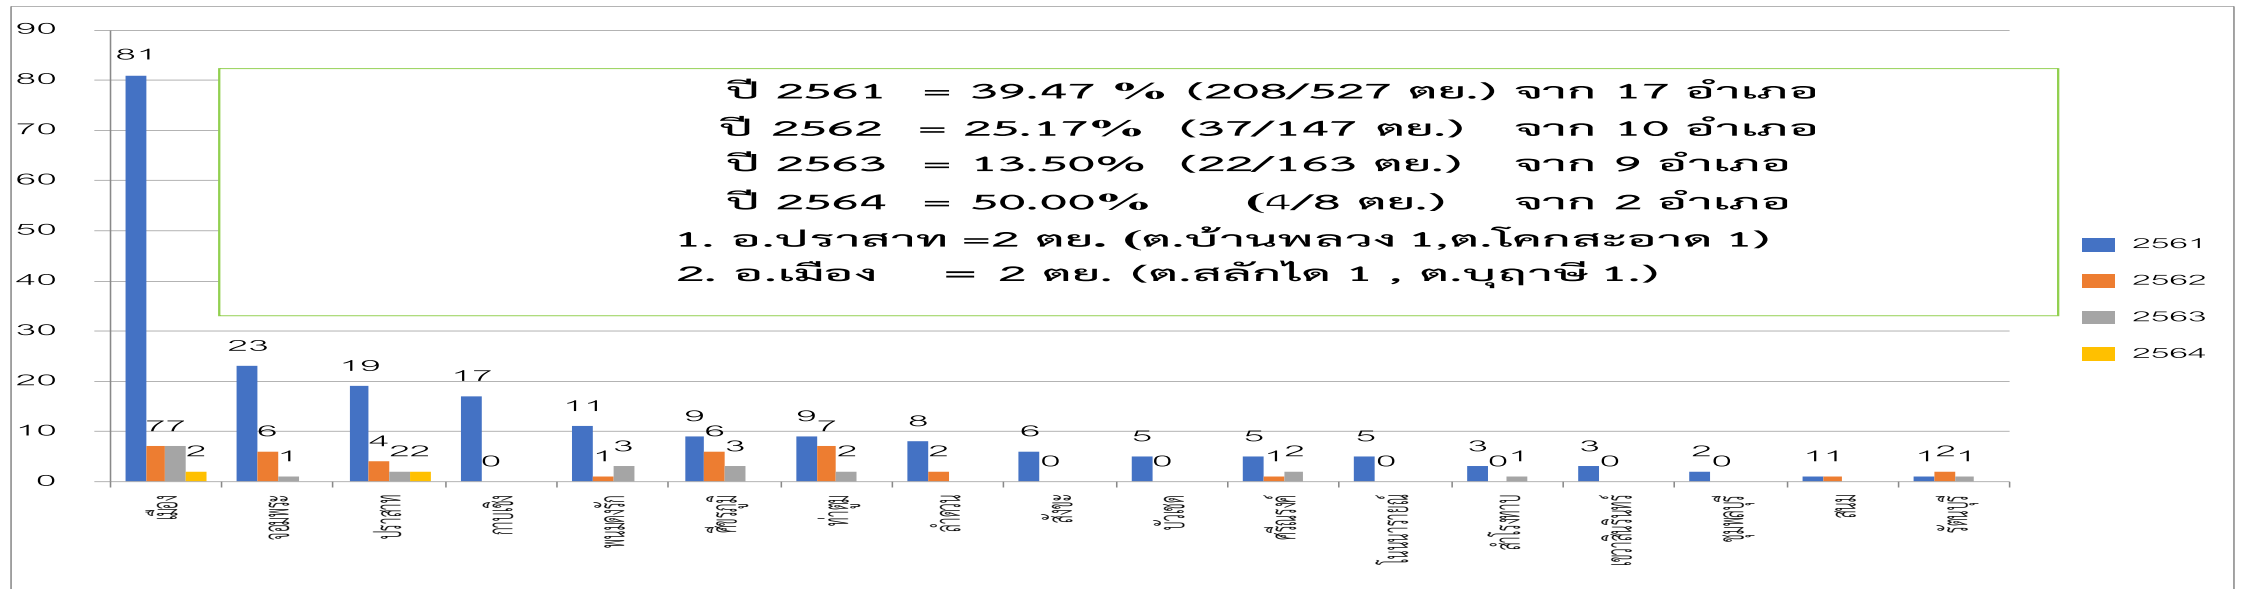 90
80
70
60
50
40
30
20
10
0
ปี 2561 = 39.47 % (208/527 ตย.) จาก 17 อำเภอ
ปี 2562 = 25.17% (37/147 ตย.) จาก 10 อำเภอ
ปี 2563 = 13.50% (22/163 ตย.) จาก 9 อำเภอ
ปี 2564 = 50.00% (4/8 ตย.) จาก 2 อำเภอ
1. อ.ปราสาท =2 ตย. (ต.บ้านพลวง 1,ต.โคกสะอาด 1)
2. อ.เมือง = 2 ตย. (ต.สลักได 1 , ต.บุฤาษี 1.)
81 7 7 2
23 6 1
19 4 2 2
17 0
11 1 3
9 6 3
9 7 2
8 2
6 0
5 0
5 1 2
5 0
3 0 1
3 0
2 0
1 1
1 2 1
เมือง
จอมพระ
ปราสาท
กาบเชิง
พนมดงรัก
ศีขรภูมิ
ท่าตูม
ลำดวน
สังขะ
บัวเชด
ศรีณรงค์
โนนนารายณ์
สำโรงทาบ
เขวาสินรินทร์
ชุมพลบุรี
สนม
รัตนบุรี
2561
2562
2563
2564